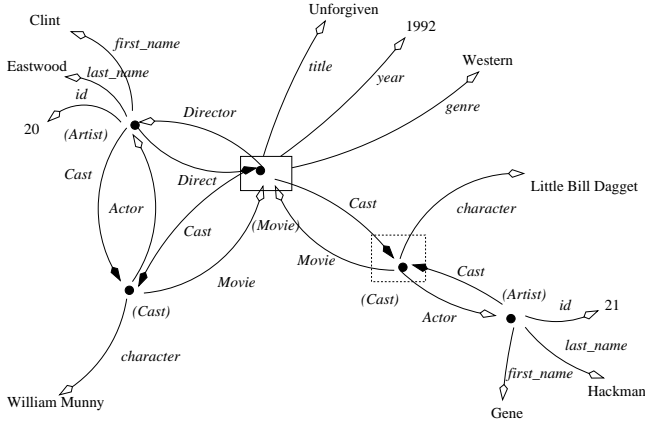 Unforgiven
Clint
1992
first_name
Western
Eastwood
last_name
title
year
id
genre
Director
20
(Artist)
Cast
Direct
Little Bill Dagget
Actor
Cast
character
Cast
(Movie)
Movie
Movie
Cast
(Cast)
(Artist)
(Cast)
id
21
Actor
last_name
character
first_name
Hackman
William Munny
Gene